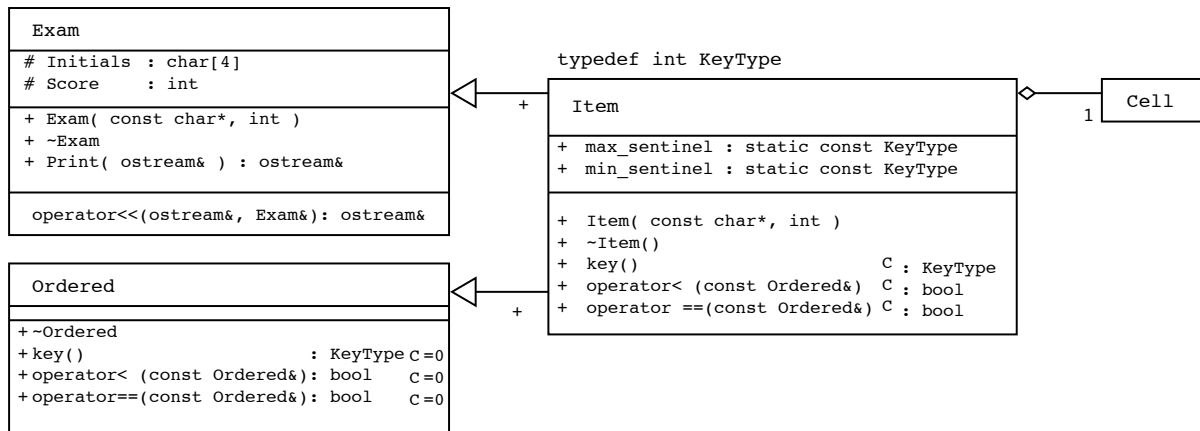 Exam
# Initials : char[4]
# Score : int
+ Exam( const char*, int )
+ ~Exam
+ Print( ostream& ) : ostream&
operator<<(ostream&, Exam&): ostream&
Ordered
+ ~Ordered
+ key() : KeyType C =0
+ operator< (const Ordered&): bool C =0
+ operator==(const Ordered&): bool C =0
+
+
typedef int KeyType
Item
+ max_sentinel : static const KeyType
+ min_sentinel : static const KeyType
+ Item( const char*, int )
+ ~Item()
+ key() C : KeyType
+ operator< (const Ordered&) C : bool
+ operator ==(const Ordered&) C : bool
1
Cell